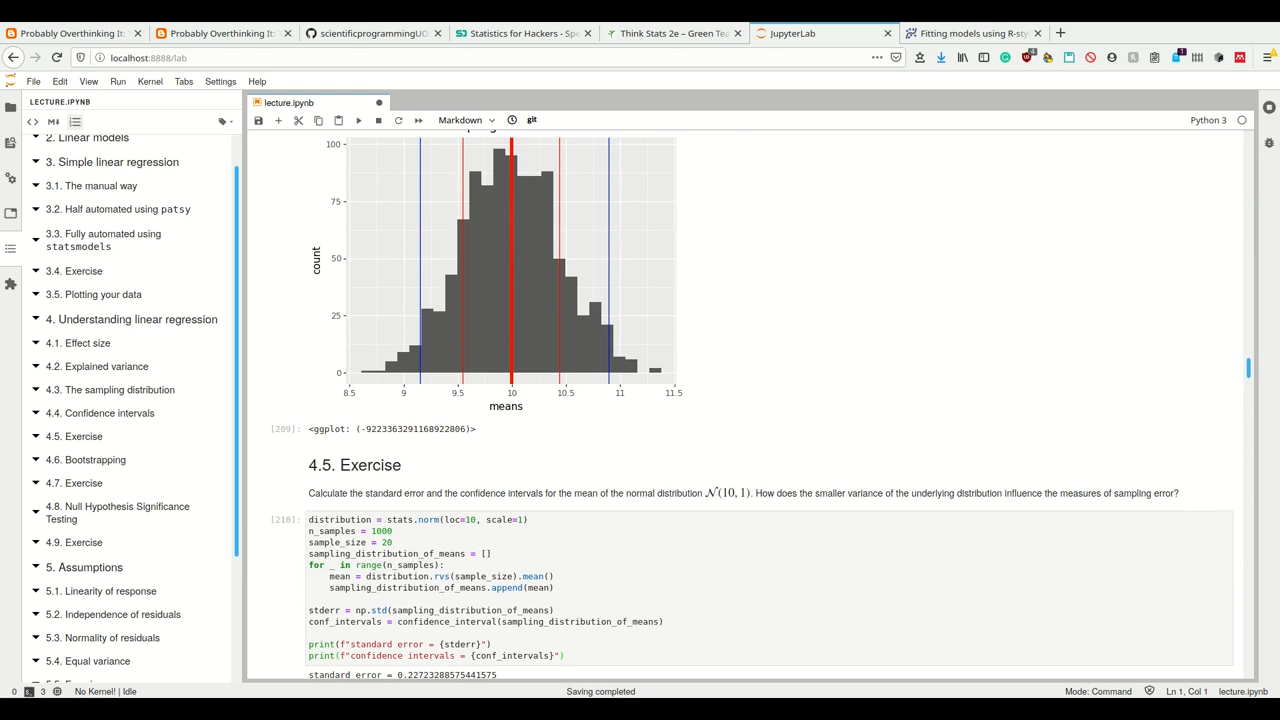 Probably Overthinking It:
Probably Overthinking It:
scientificprogrammingUO
Statistics for Hackers - Spe
Think Stats 2e – Green Tea
JupyterLab
Fitting models using R-sty
localhost:8888/lab
File Edit View Run Kernel Tabs Settings Help
LECTURE.IPYNB
lecture.ipynb
Markdown
git
Python 3
2. Linear models
3. Simple linear regression
3.1. The manual way
3.2. Half automated using patsy
3.3. Fully automated using
statsmodels
3.4. Exercise
3.5. Plotting your data
4. Understanding linear regression
4.1. Effect size
4.2. Explained variance
4.3. The sampling distribution
4.4. Confidence intervals
4.5. Exercise
4.6. Bootstrapping
4.7. Exercise
4.8. Null Hypothesis Significance
Testing
4.9. Exercise
5. Assumptions
5.1. Linearity of response
5.2. Independence of residuals
5.3. Normality of residuals
5.4. Equal variance
100
75
50
25
0
count
8.5 9 9.5 10 10.5 11 11.5
means
[209]: <ggplot: (-9223363291168922806)>
4.5. Exercise
Calculate the standard error and the confidence intervals for the mean of the normal distribution 𝒩(10, 1). How does the smaller variance of the underlying distribution influence the measures of sampling error?
[210]: distribution = stats.norm(loc=10, scale=1)
n_samples = 1000
sample_size = 20
sampling_distribution_of_means = []
for _ in range(n_samples):
    mean = distribution.rvs(sample_size).mean()
    sampling_distribution_of_means.append(mean)
stderr = np.std(sampling_distribution_of_means)
conf_intervals = confidence_interval(sampling_distribution_of_means)
print(f"standard error = {stderr}")
print(f"confidence intervals = {conf_intervals}")
standard error = 0.22723288575441575
0 3 No Kernel! | Idle
Saving completed
Mode: Command Ln 1, Col 1 lecture.ipynb